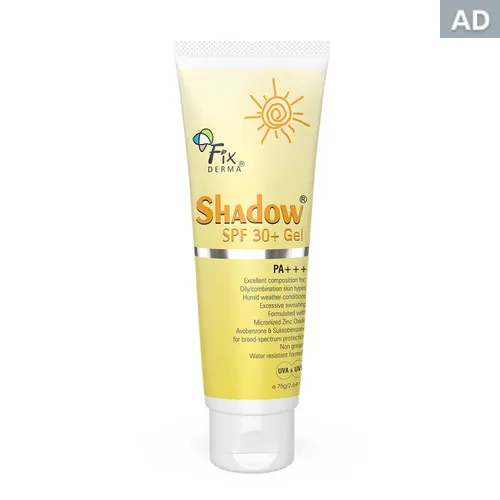 AD
Fix
DERMA®
SHADOW®
SPF 30+ Gel
PA+++
Excellent composition for:
Oily/combination skin types
Humid weather conditions
Excessive sweating
Formulated with
Micronized Zinc Oxide
Avobenzone & Sulisobenzone
for broad-spectrum protection
Non greasy
Water resistant formula
UVA & UVB
e 75g/2.64